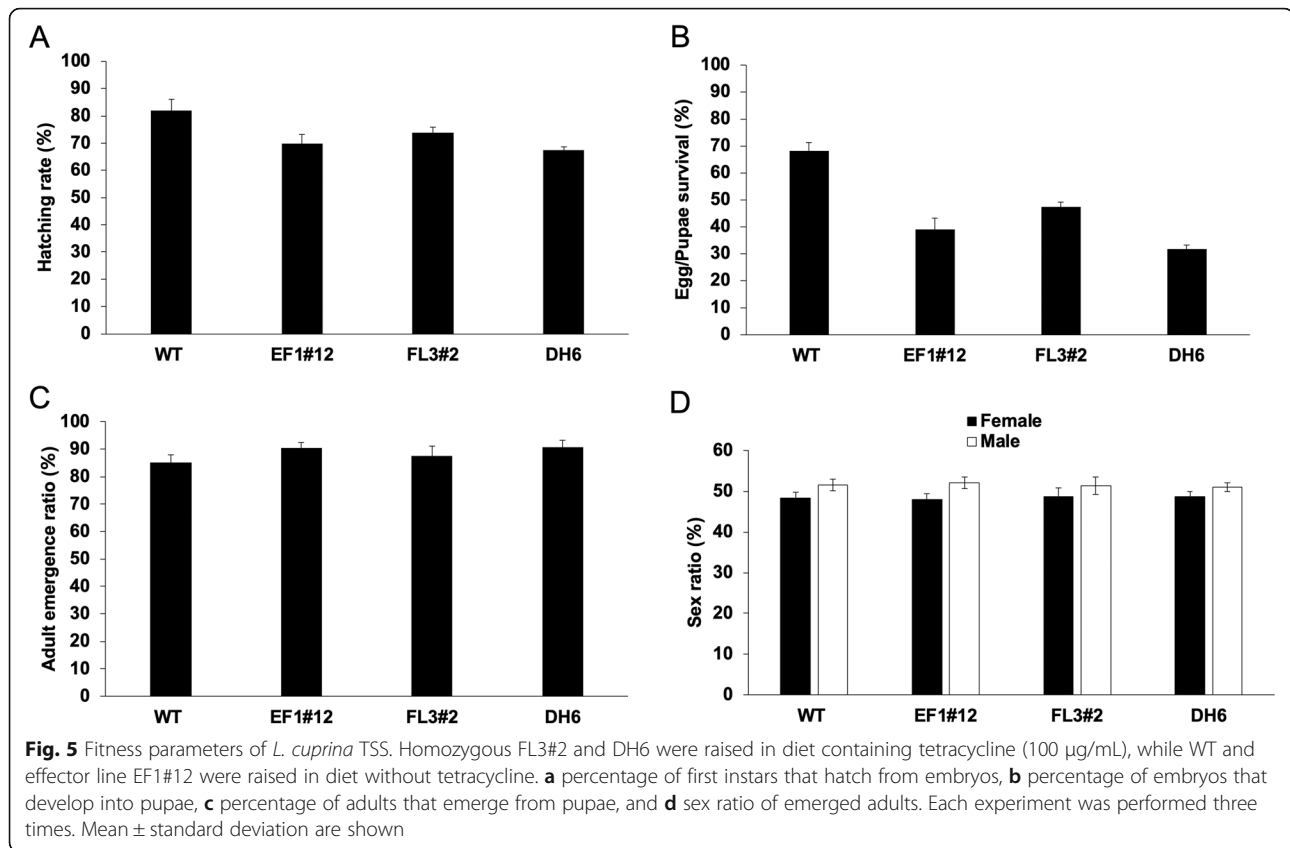 A
100
90
80
70
60
50
40
30
20
10
0
Hatching rate (%)
WT EF1#12 FL3#2 DH6
B
100
90
80
70
60
50
40
30
20
10
0
Egg/Pupae survival (%)
WT EF1#12 FL3#2 DH6
C
100
90
80
70
60
50
40
30
20
10
0
Adult emergence ratio (%)
WT EF1#12 FL3#2 DH6
D
Female
Male
60
50
40
30
20
10
0
Sex ratio (%)
WT EF1#12 FL3#2 DH6
Fig. 5 Fitness parameters of L. cuprina TSS. Homozygous FL3#2 and DH6 were raised in diet containing tetracycline (100 μg/mL), while WT and
effector line EF1#12 were raised in diet without tetracycline. a percentage of first instars that hatch from embryos, b percentage of embryos that
develop into pupae, c percentage of adults that emerge from pupae, and d sex ratio of emerged adults. Each experiment was performed three
times. Mean ± standard deviation are shown